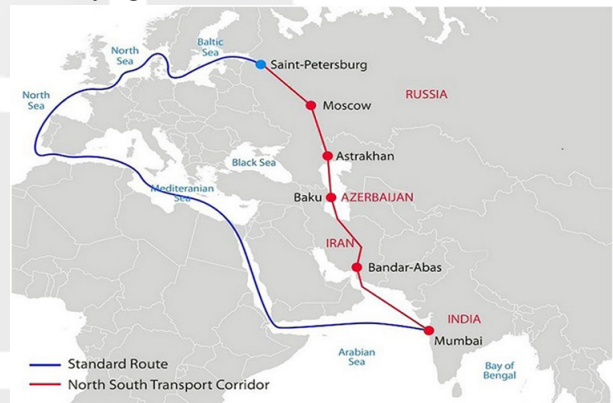 North
Sea
Baltic
Sea
Saint-Petersburg
North
Sea
Moscow
RUSSIA
Astrakhan
Black Sea
Mediteranian
Sea
Baku
AZERBAIJAN
IRAN
Bandar-Abas
INDIA
Mumbai
Arabian
Sea
Bay of
Bengal
Standard Route
North South Transport Corridor